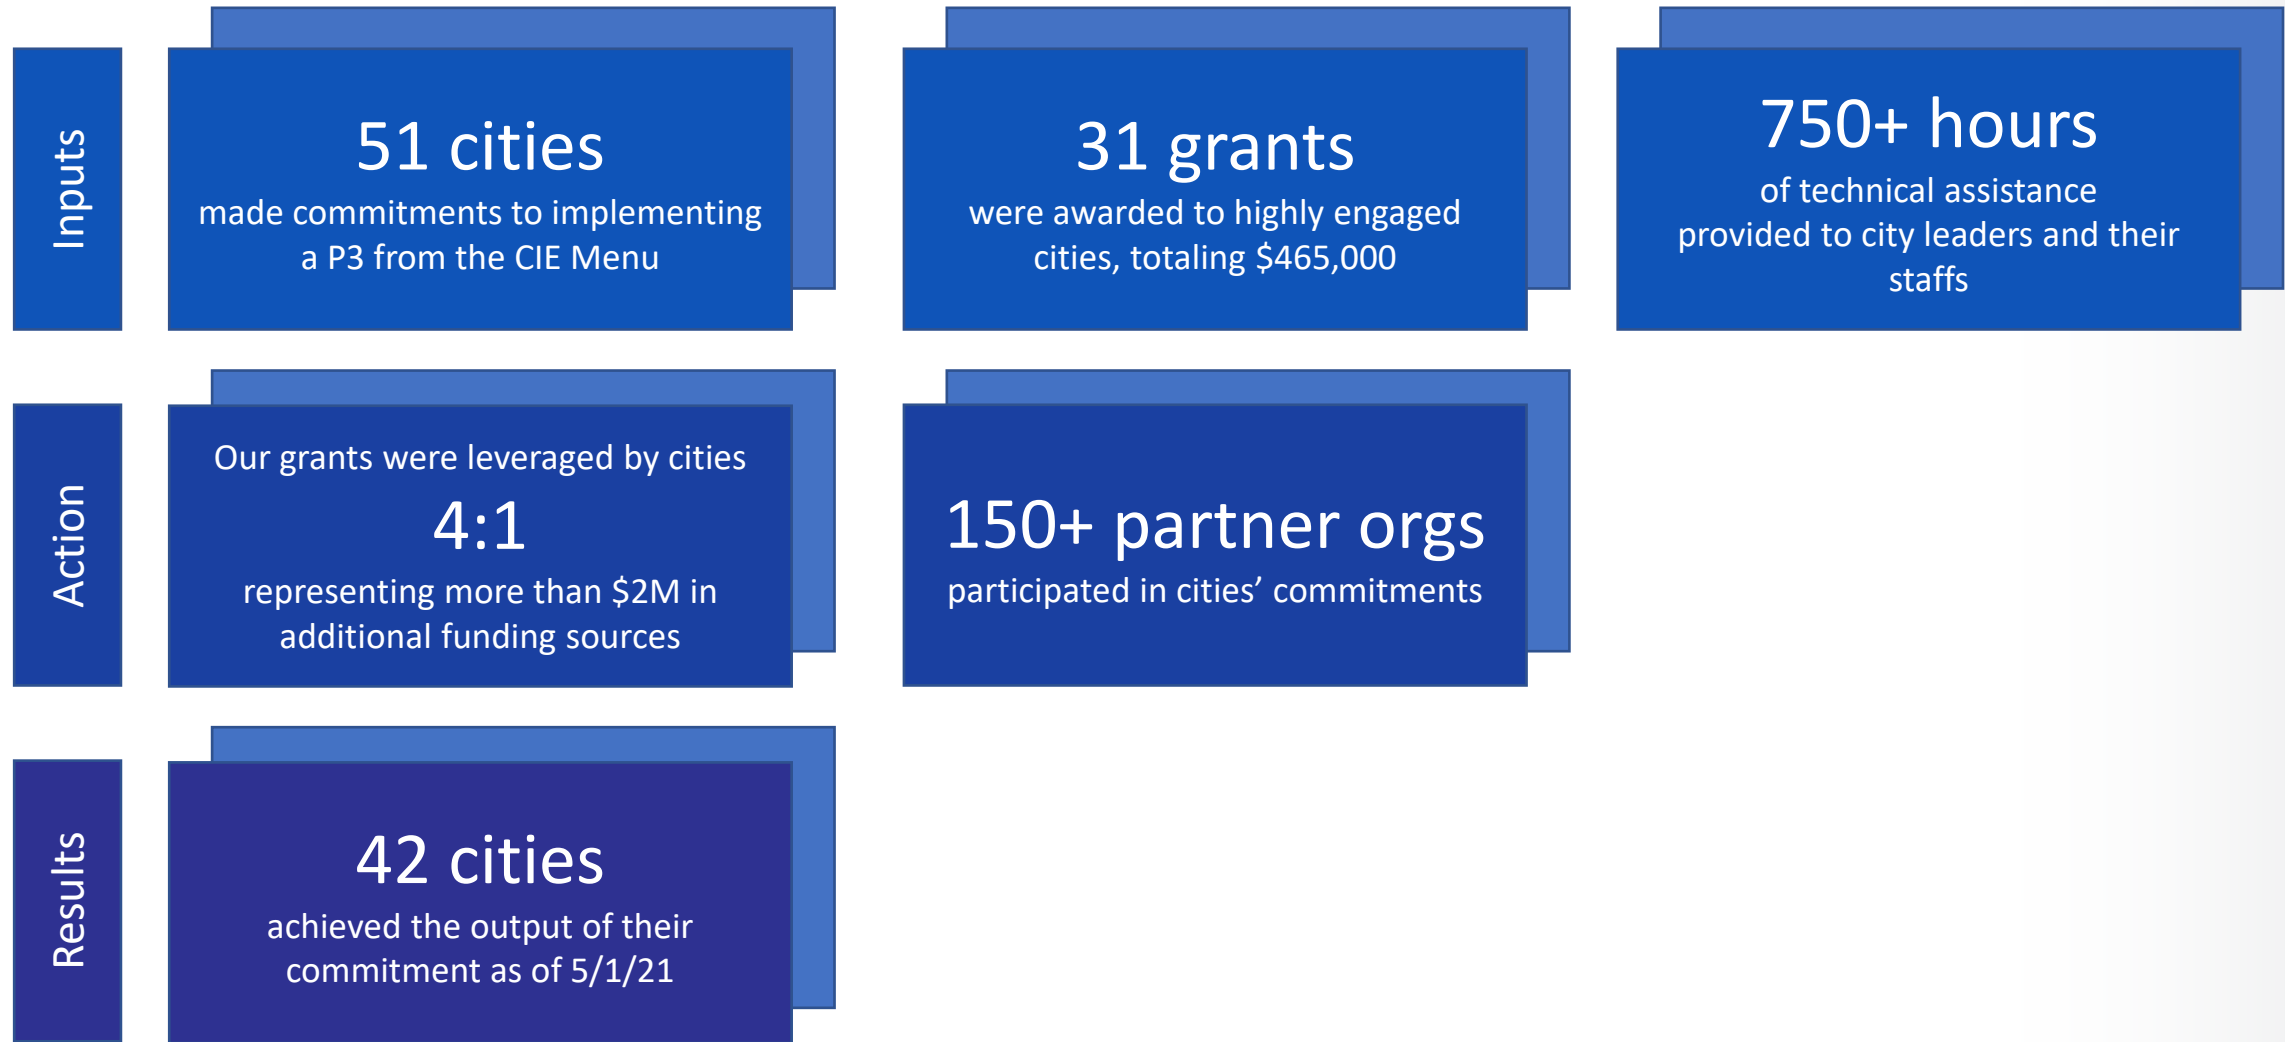 Inputs
51 cities
made commitments to implementing
a P3 from the CIE Menu
31 grants
were awarded to highly engaged
cities, totaling $465,000
750+ hours
of technical assistance
provided to city leaders and their
staffs
Action
Our grants were leveraged by cities
4:1
representing more than $2M in
additional funding sources
150+ partner orgs
participated in cities’ commitments
Results
42 cities
achieved the output of their
commitment as of 5/1/21